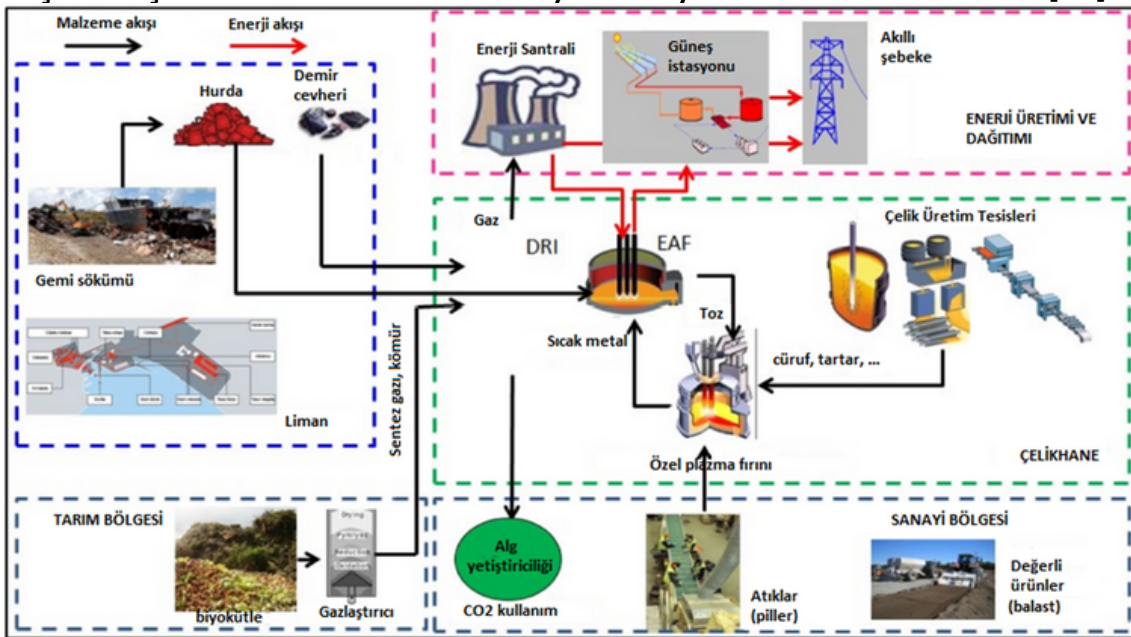 Malzeme akışı
Enerji akışı
Hurda
Demir
cevheri
Gemi sökümü
Liman
Enerji Santrali
Güneş
istasyonu
Akıllı
şebeke
ENERJİ ÜRETİMİ VE
DAĞITIMI
Gaz
DRI
EAF
Çelik Üretim Tesisleri
Toz
Sıcak metal
cüruf, tartar, ...
Özel plazma fırını
ÇELİKHANE
Sentez gazı, kömür
TARIM BÖLGESİ
biyokütle
Drying
Gazlaştırıcı
Alg
yetiştiriciliği
CO2 kullanım
Atıklar
(piller)
SANAYİ BÖLGESİ
Değerli
ürünler
(balast)